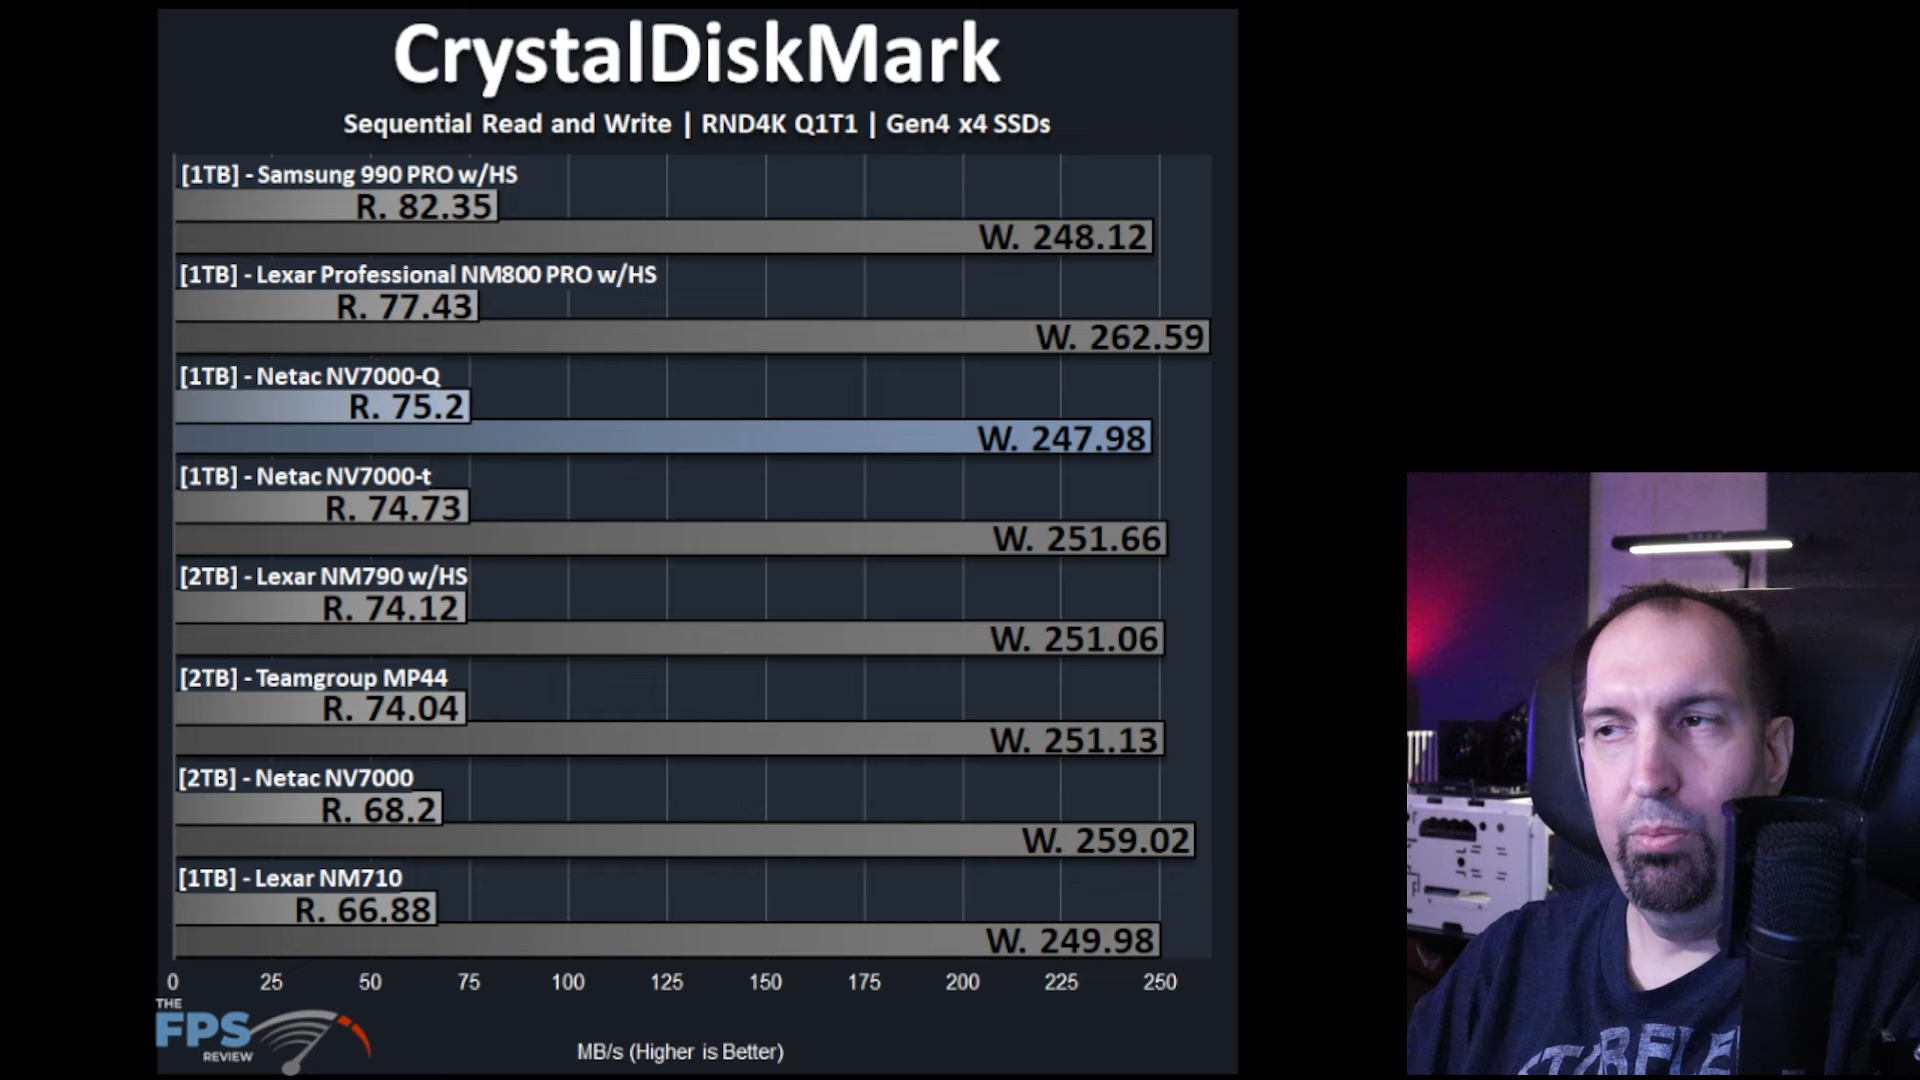 CrystalDiskMark
Sequential Read and Write | RND4K Q1T1 | Gen4 x4 SSDs
[1TB] - Samsung 990 PRO w/HS
R. 82.35
W. 248.12
[1TB] - Lexar Professional NM800 PRO w/HS
R. 77.43
W. 262.59
[1TB] - Netac NV7000-Q
R. 75.2
W. 247.98
[1TB] - Netac NV7000-t
R. 74.73
W. 251.66
[2TB] - Lexar NM790 w/HS
R. 74.12
W. 251.06
[2TB] - Teamgroup MP44
R. 74.04
W. 251.13
[2TB] - Netac NV7000
R. 68.2
W. 259.02
[1TB] - Lexar NM710
R. 66.88
W. 249.98
0 25 50 75 100 125 150 175 200 225 250
THE
FPS
REVIEW
MB/s (Higher is Better)